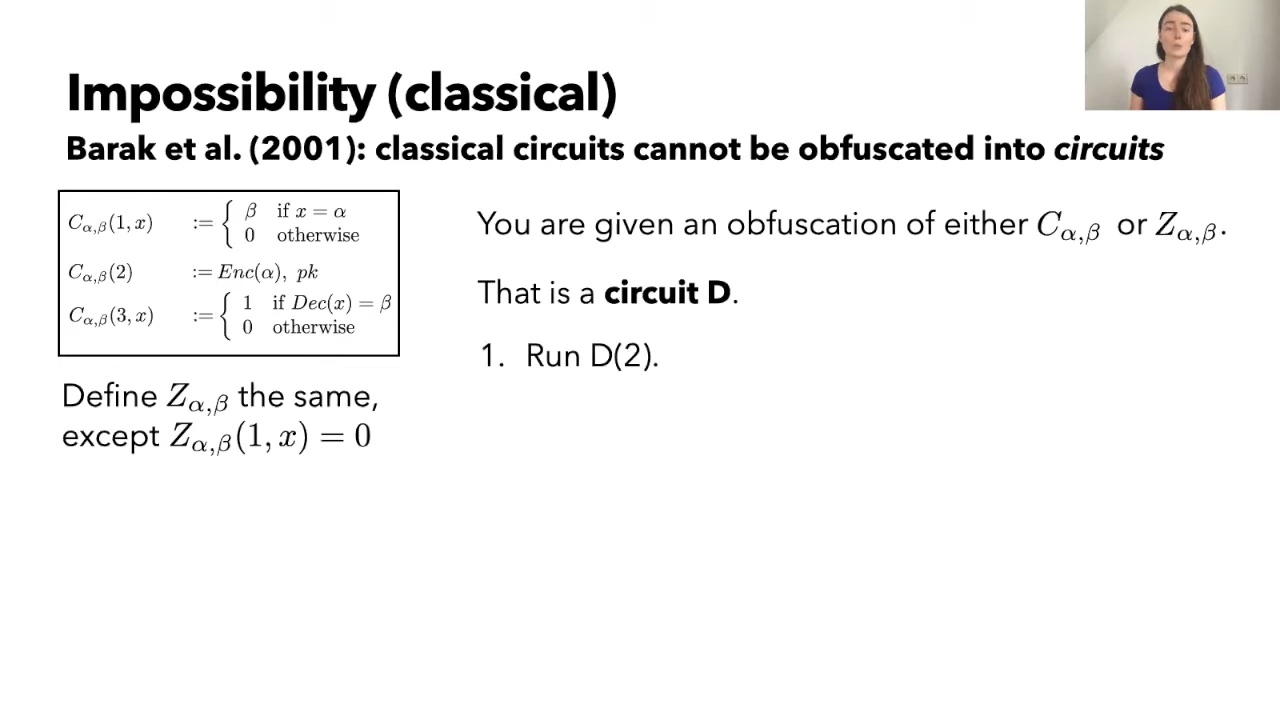 Impossibility (classical)
Barak et al. (2001): classical circuits cannot be obfuscated into circuits
C_{α,β}(1, x) := { β if x = α
0 otherwise
C_{α,β}(2) := Enc(α), pk
C_{α,β}(3, x) := { 1 if Dec(x) = β
0 otherwise
Define Z_{α,β} the same,
except Z_{α,β}(1, x) = 0
You are given an obfuscation of either C_{α,β} or Z_{α,β}.
That is a circuit D.
1. Run D(2).